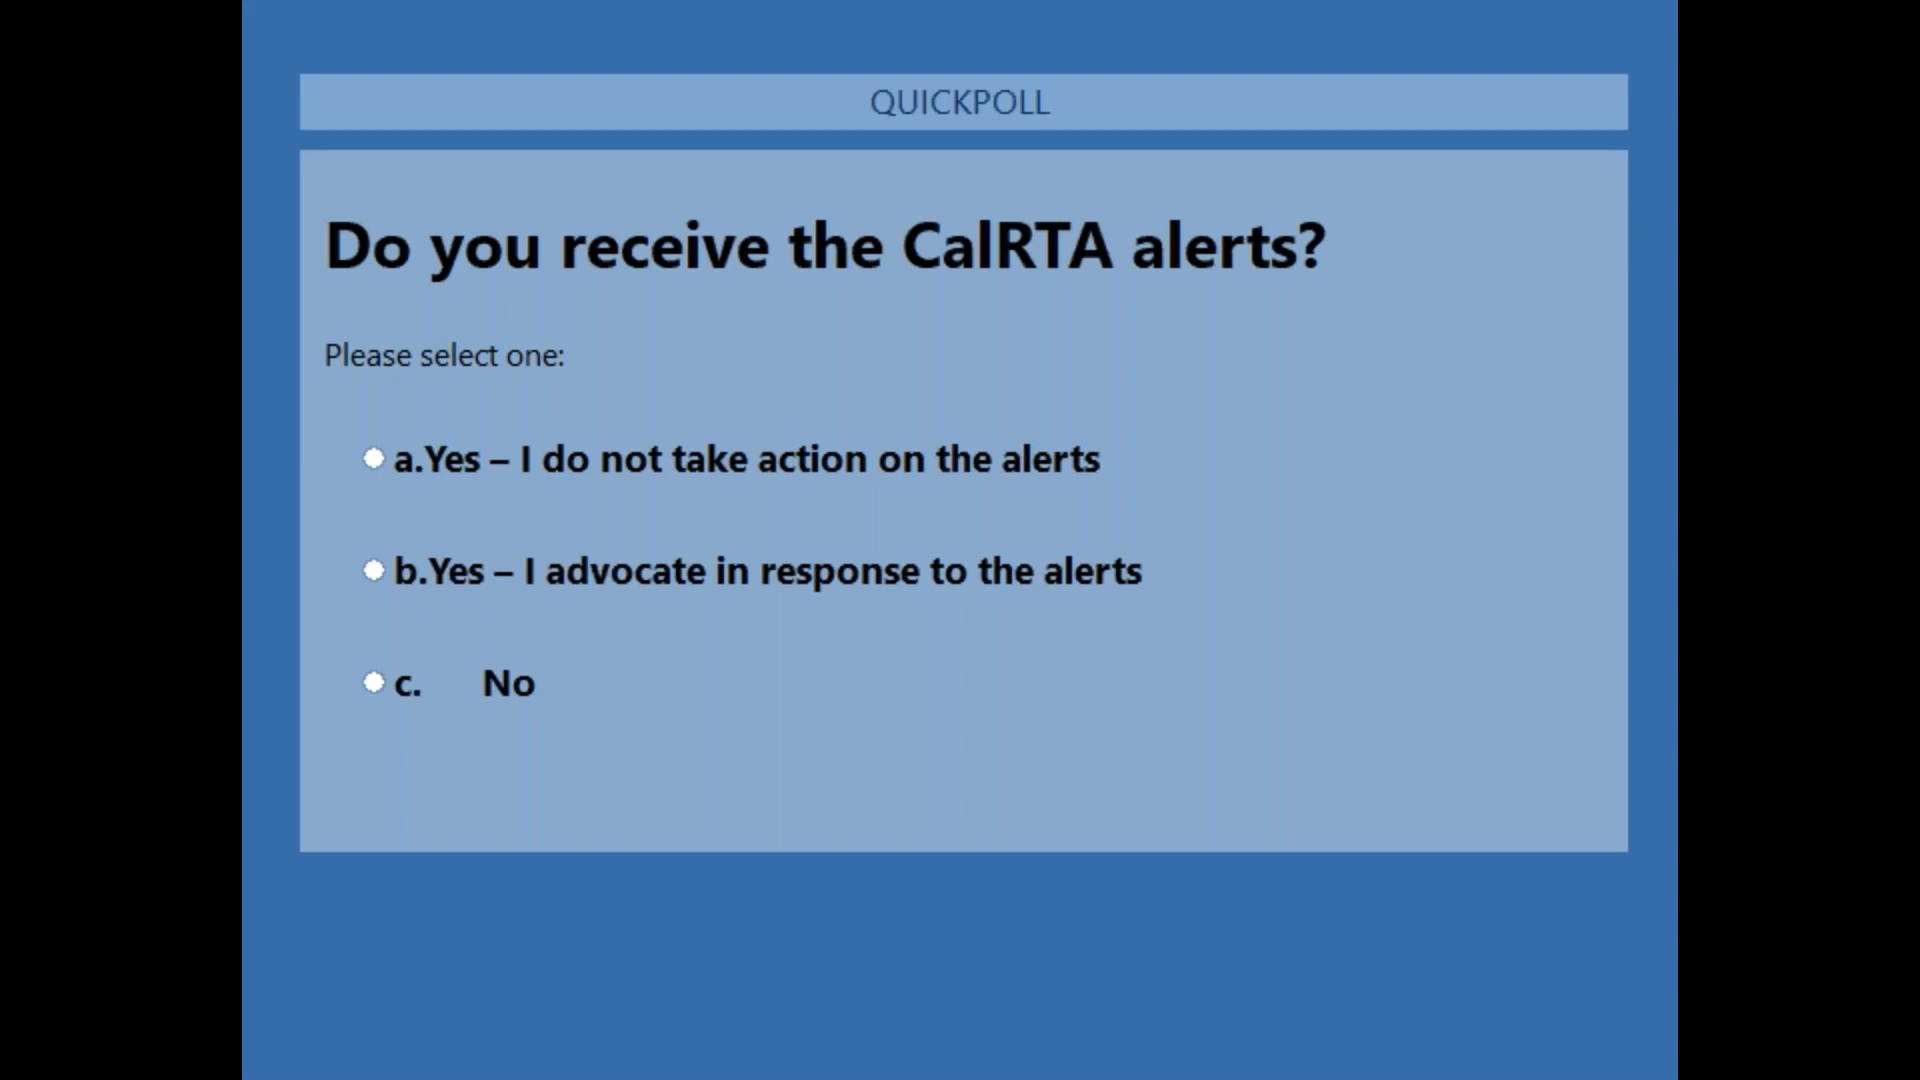 QUICKPOLL
Do you receive the CalRTA alerts?
Please select one:
a.Yes – I do not take action on the alerts
b.Yes – I advocate in response to the alerts
c. No